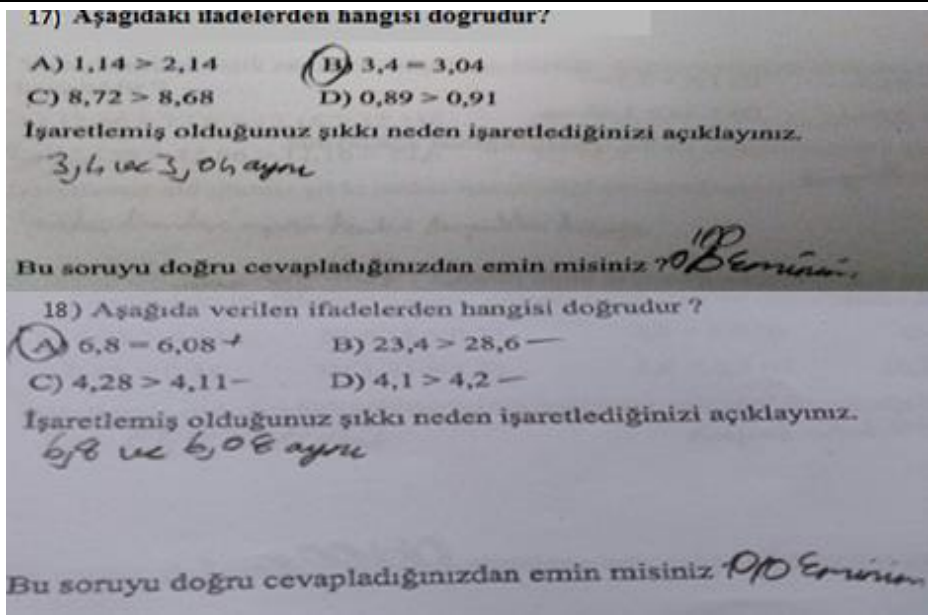 17) Aşağıdaki ifadelerden hangisi doğrudur?
A) 1,14 > 2,14 B) 3,4 = 3,04
C) 8,72 > 8,68 D) 0,89 > 0,91
İşaretlemiş olduğunuz şıkkı neden işaretlediğinizi açıklayınız.
3,4 ve 3,04 aynı
100
Bu soruyu doğru cevapladığınızdan emin misiniz ? Eminim.
18) Aşağıda verilen ifadelerden hangisi doğrudur ?
A) 6,8 = 6,08 + B) 23,4 > 28,6 —
C) 4,28 > 4,11 - D) 4,1 > 4,2 —
İşaretlemiş olduğunuz şıkkı neden işaretlediğinizi açıklayınız.
6,8 ve 6,08 aynı
Bu soruyu doğru cevapladığınızdan emin misiniz Eminim